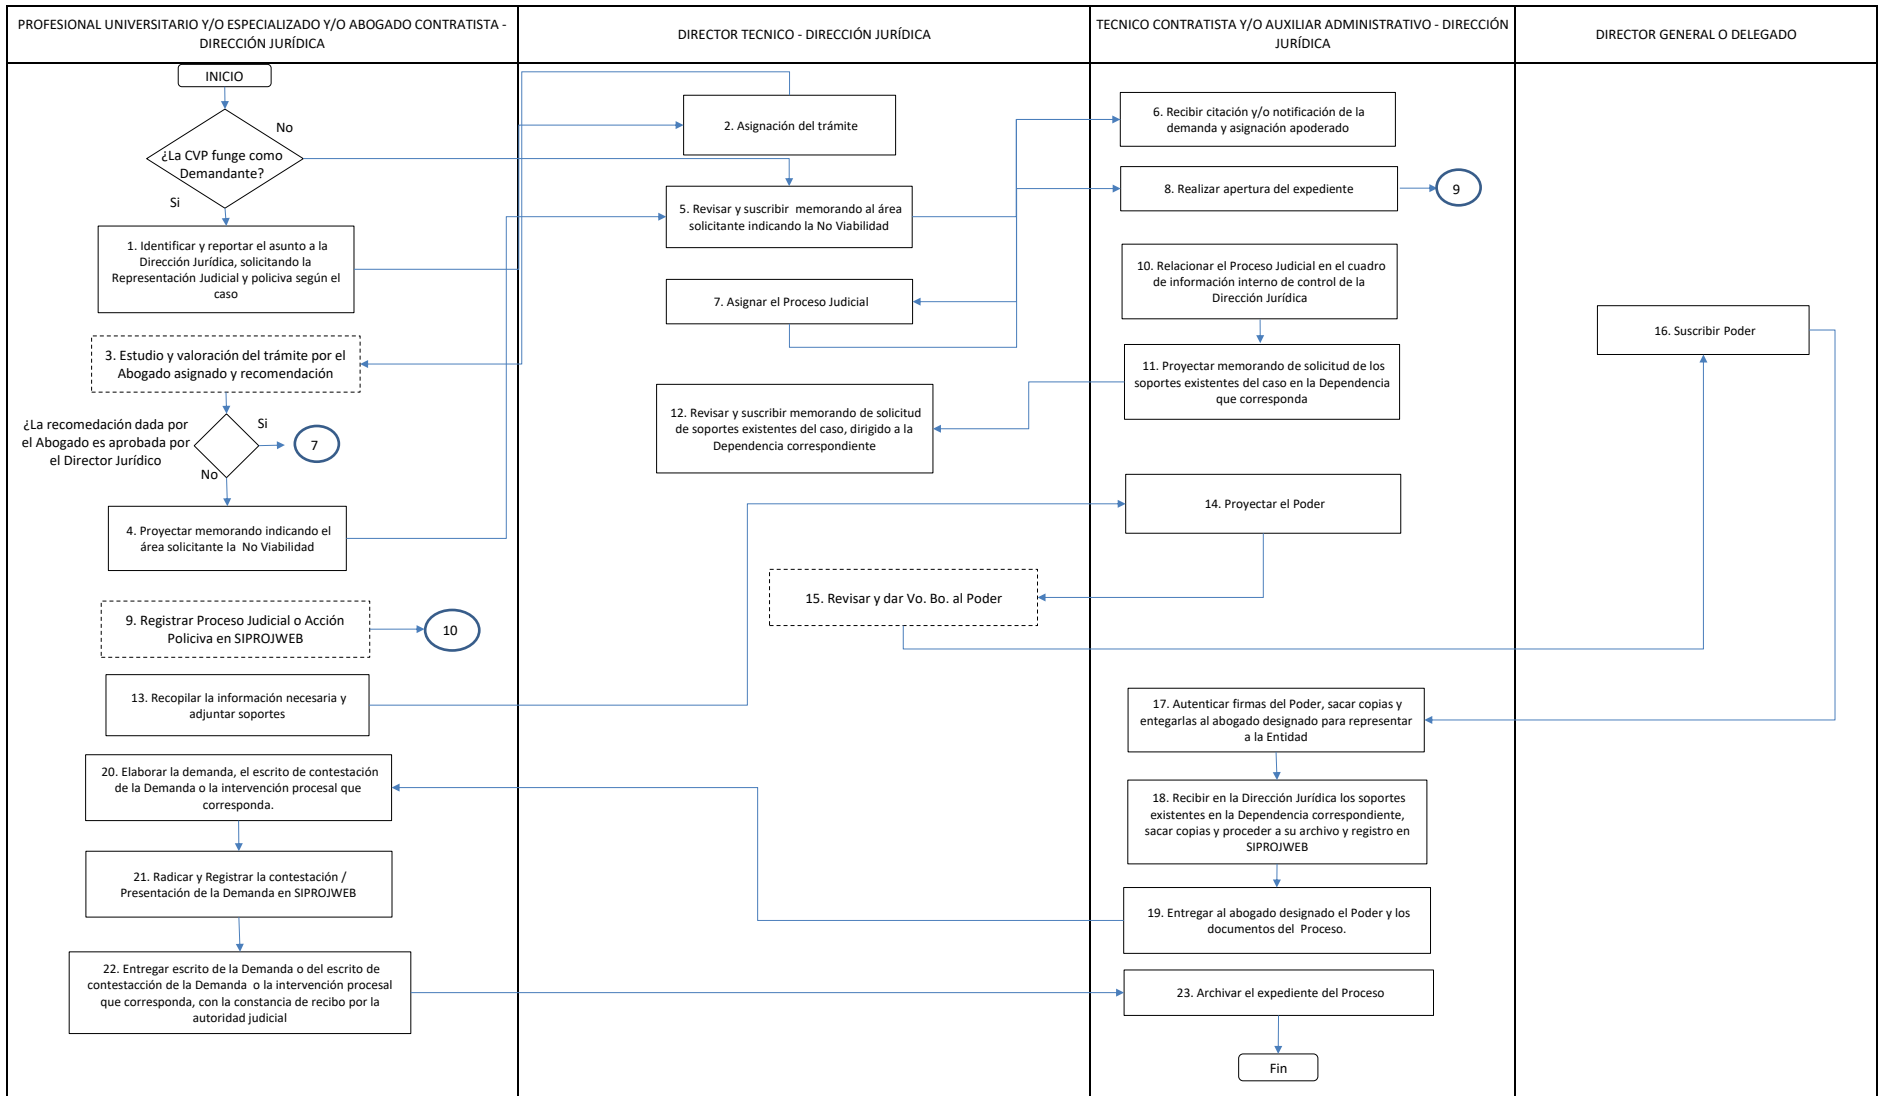 PROFESIONAL UNIVERSITARIO Y/O ESPECIALIZADO Y/O ABOGADO CONTRATISTA -
DIRECCIÓN JURÍDICA
DIRECTOR TECNICO - DIRECCIÓN JURÍDICA
TECNICO CONTRATISTA Y/O AUXILIAR ADMINISTRATIVO - DIRECCIÓN
JURÍDICA
DIRECTOR GENERAL O DELEGADO
INICIO
No
¿La CVP funge como
Demandante?
Si
1. Identificar y reportar el asunto a la
Dirección Jurídica, solicitando la
Representación Judicial y policiva según el
caso
3. Estudio y valoración del trámite por el
Abogado asignado y recomendación
¿La recomedación dada por
el Abogado es aprobada por
el Director Jurídico
Si
7
No
4. Proyectar memorando indicando el
área solicitante la No Viabilidad
9. Registrar Proceso Judicial o Acción
Policiva en SIPROJWEB
10
13. Recopilar la información necesaria y
adjuntar soportes
20. Elaborar la demanda, el escrito de contestación
de la Demanda o la intervención procesal que
corresponda.
21. Radicar y Registrar la contestación /
Presentación de la Demanda en SIPROJWEB
22. Entregar escrito de la Demanda o del escrito de
contestacción de la Demanda o la intervención procesal
que corresponda, con la constancia de recibo por la
autoridad judicial
2. Asignación del trámite
5. Revisar y suscribir memorando al área
solicitante indicando la No Viabilidad
7. Asignar el Proceso Judicial
12. Revisar y suscribir memorando de solicitud
de soportes existentes del caso, dirigido a la
Dependencia correspondiente
15. Revisar y dar Vo. Bo. al Poder
6. Recibir citación y/o notificación de la
demanda y asignación apoderado
8. Realizar apertura del expediente
9
10. Relacionar el Proceso Judicial en el cuadro
de información interno de control de la
Dirección Jurídica
11. Proyectar memorando de solicitud de los
soportes existentes del caso en la Dependencia
que corresponda
14. Proyectar el Poder
17. Autenticar firmas del Poder, sacar copias y
entegarlas al abogado designado para representar
a la Entidad
18. Recibir en la Dirección Jurídica los soportes
existentes en la Dependencia correspondiente,
sacar copias y proceder a su archivo y registro en
SIPROJWEB
19. Entregar al abogado designado el Poder y los
documentos del Proceso.
23. Archivar el expediente del Proceso
Fin
16. Suscribir Poder